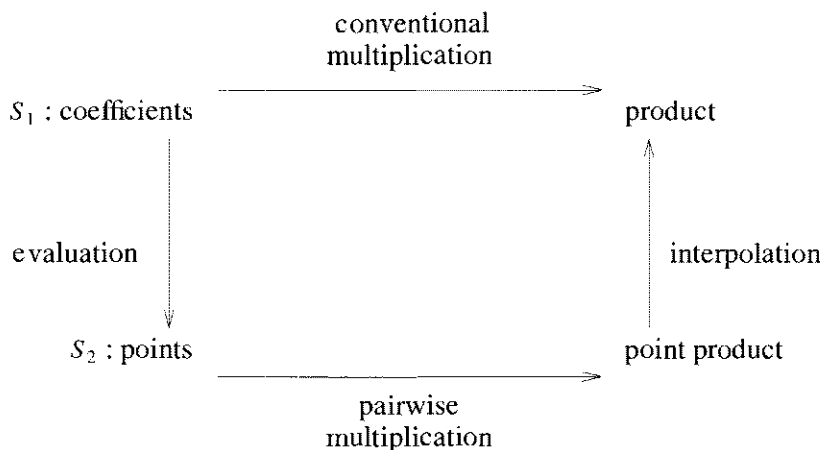 conventional
multiplication
S₁ : coefficients
product
evaluation
interpolation
S₂ : points
point product
pairwise
multiplication